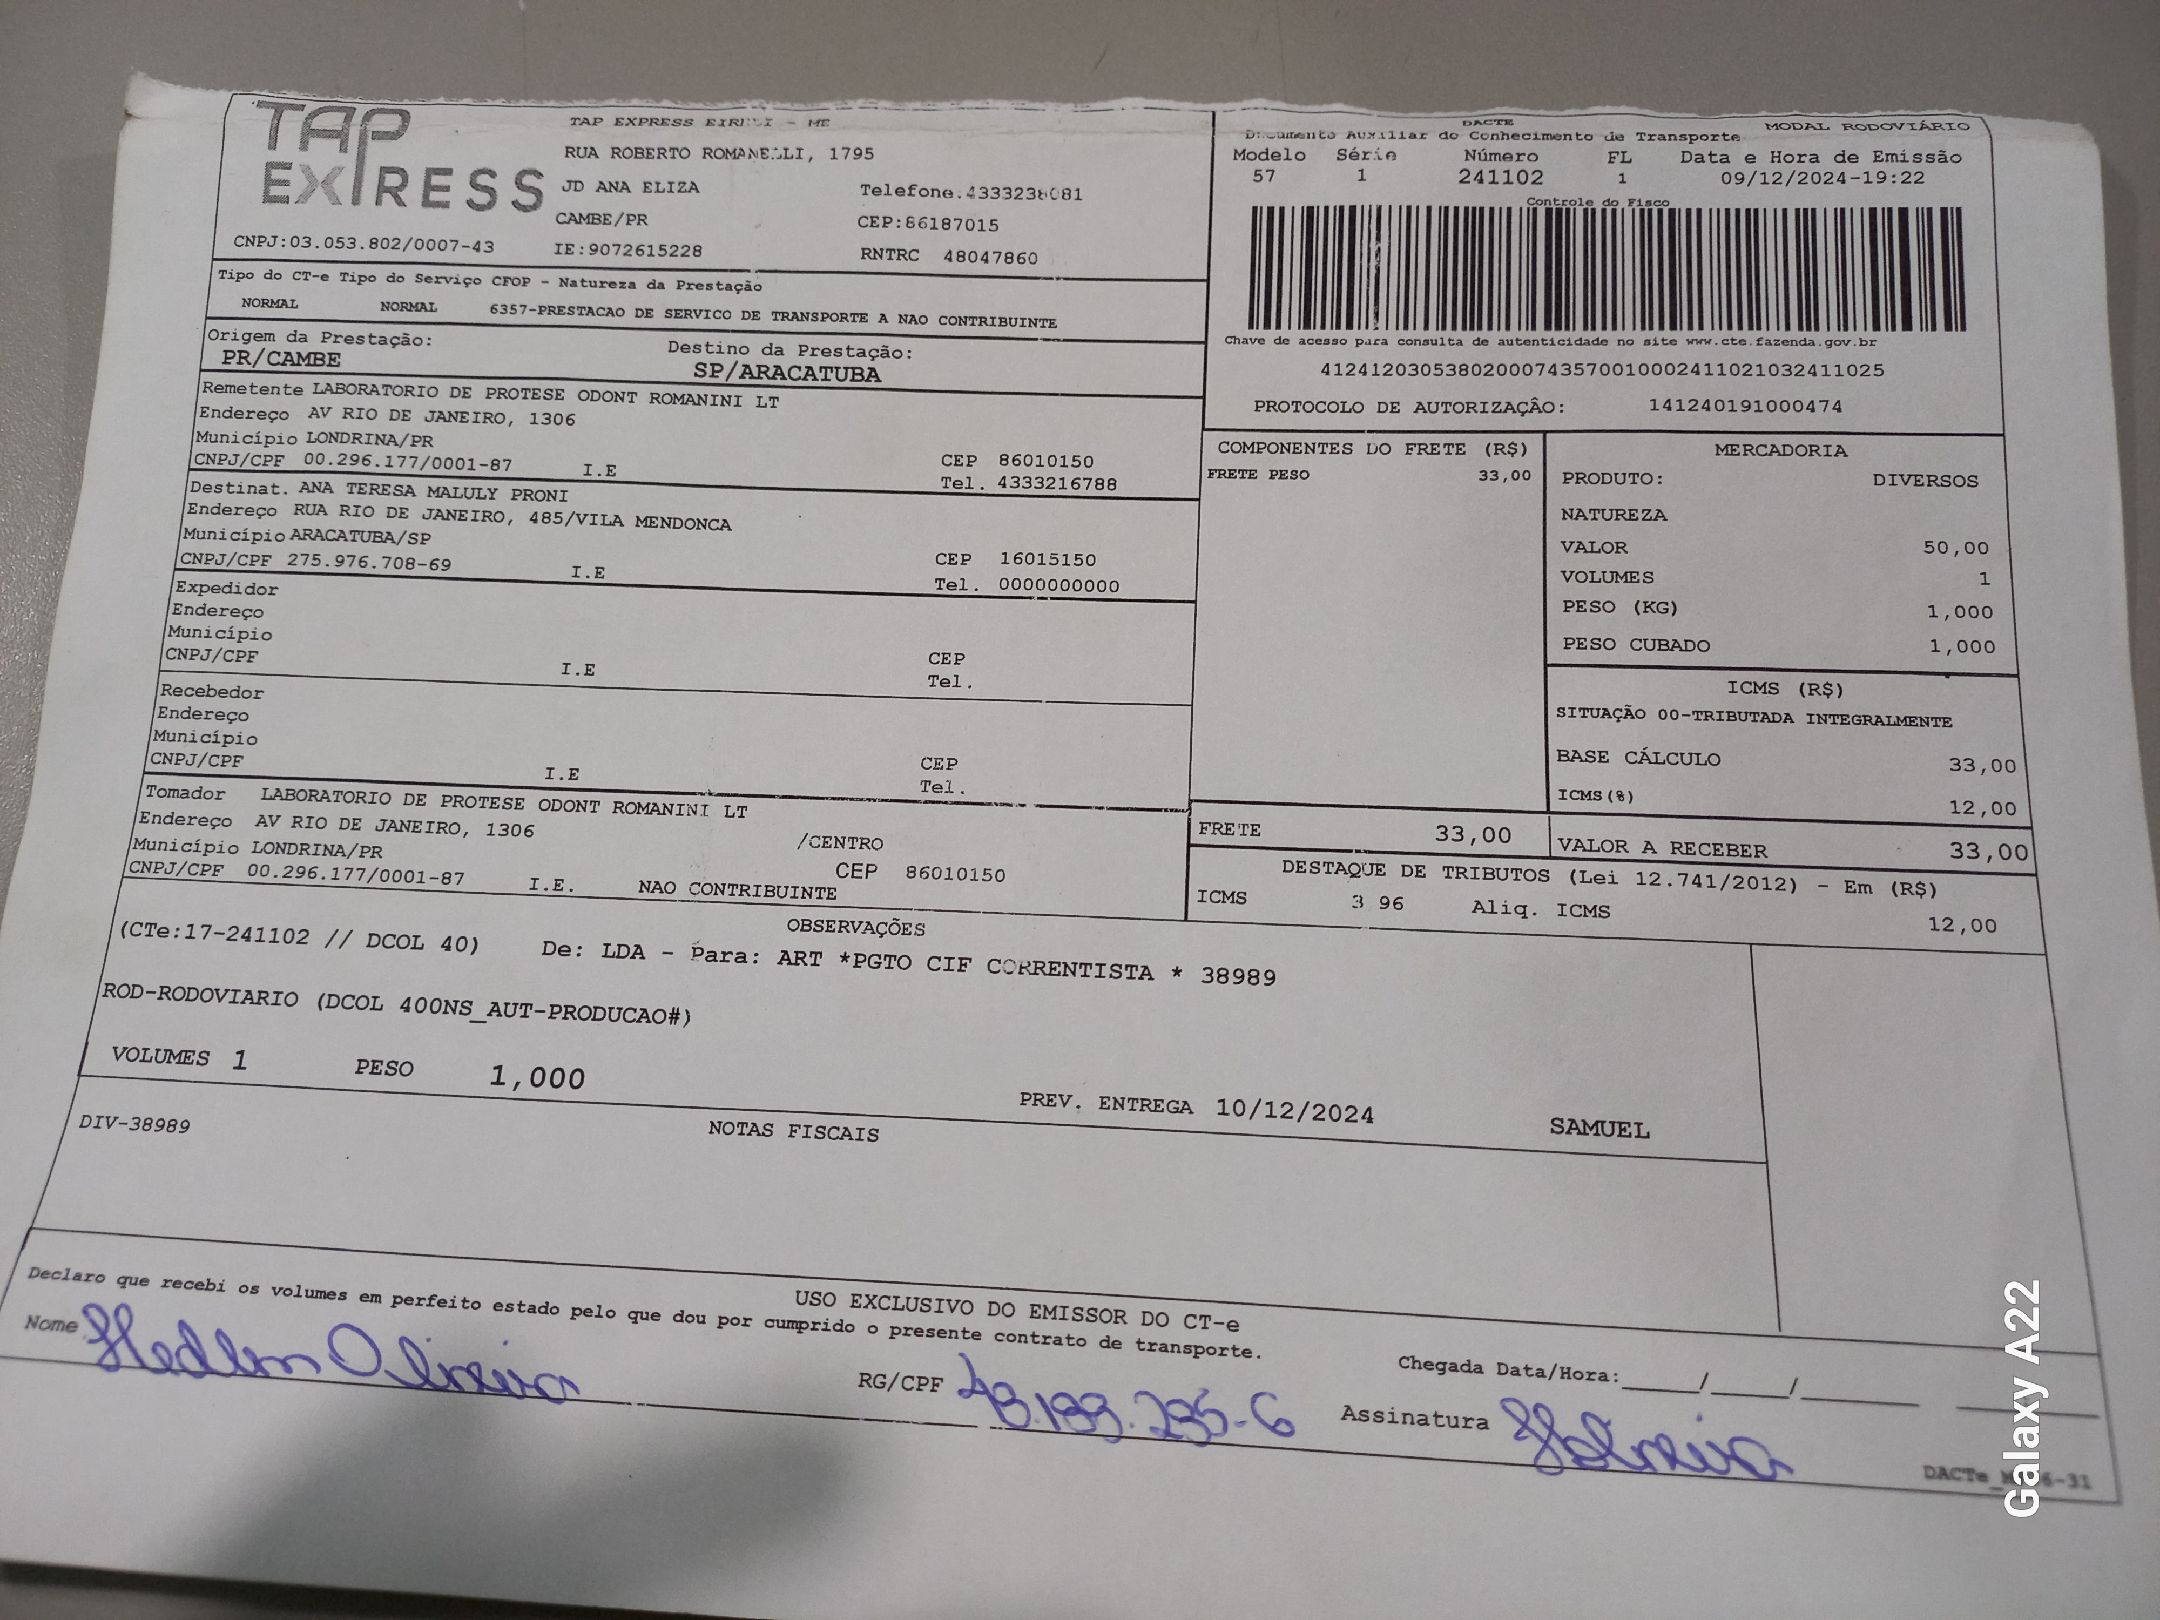 TAP EXPRESS
TAP EXPRESS EIRELI - ME
RUA ROBERTO ROMANELLI, 1795
JD ANA ELIZA Telefone.4333238081
CAMBE/PR CEP:86187015
CNPJ:03.053.802/0007-43 IE:9072615228 RNTRC 48047860
DACTE
Documento Auxiliar do Conhecimento de Transporte MODAL RODOVIÁRIO
Modelo Série Número FL Data e Hora de Emissão
57 1 241102 1 09/12/2024-19:22
Controle do Fisco
Chave de acesso para consulta de autenticidade no site www.cte.fazenda.gov.br
41241203053802000743570010002411021032411025
PROTOCOLO DE AUTORIZAÇÂO: 141240191000474
Tipo do CT-e Tipo do Serviço CFOP - Natureza da Prestação
NORMAL NORMAL 6357-PRESTACAO DE SERVICO DE TRANSPORTE A NAO CONTRIBUINTE
Origem da Prestação: Destino da Prestação:
PR/CAMBE SP/ARACATUBA
Remetente LABORATORIO DE PROTESE ODONT ROMANINI LT
Endereço AV RIO DE JANEIRO, 1306
Município LONDRINA/PR CEP 86010150
CNPJ/CPF 00.296.177/0001-87 I.E Tel. 4333216788
Destinat. ANA TERESA MALULY PRONI
Endereço RUA RIO DE JANEIRO, 485/VILA MENDONCA
Município ARACATUBA/SP CEP 16015150
CNPJ/CPF 275.976.708-69 I.E Tel. 0000000000
Expedidor
Endereço
Município CEP
CNPJ/CPF I.E Tel.
Recebedor
Endereço
Município CEP
CNPJ/CPF I.E Tel.
Tomador LABORATORIO DE PROTESE ODONT ROMANINI LT
Endereço AV RIO DE JANEIRO, 1306 /CENTRO
Município LONDRINA/PR CEP 86010150
CNPJ/CPF 00.296.177/0001-87 I.E. NAO CONTRIBUINTE
COMPONENTES DO FRETE (R$)
FRETE PESO 33,00
MERCADORIA
PRODUTO: DIVERSOS
NATUREZA
VALOR 50,00
VOLUMES 1
PESO (KG) 1,000
PESO CUBADO 1,000
ICMS (R$)
SITUAÇÃO 00-TRIBUTADA INTEGRALMENTE
BASE CÁLCULO 33,00
ICMS(%) 12,00
FRETE 33,00 VALOR A RECEBER 33,00
DESTAQUE DE TRIBUTOS (Lei 12.741/2012) - Em (R$)
ICMS 3 96 Aliq. ICMS 12,00
OBSERVAÇÕES
(CTe:17-241102 // DCOL 40) De: LDA - Para: ART *PGTO CIF CORRENTISTA * 38989
ROD-RODOVIARIO (DCOL 400NS_AUT-PRODUCAO#)
VOLUMES 1 PESO 1,000 PREV. ENTREGA 10/12/2024 SAMUEL
DIV-38989 NOTAS FISCAIS
USO EXCLUSIVO DO EMISSOR DO CT-e
Declaro que recebi os volumes em perfeito estado pelo que dou por cumprido o presente contrato de transporte.
Nome Oliveira RG/CPF 48.199.235-6 Chegada Data/Hora:_____/_____/________
Assinatura
Galaxy A22